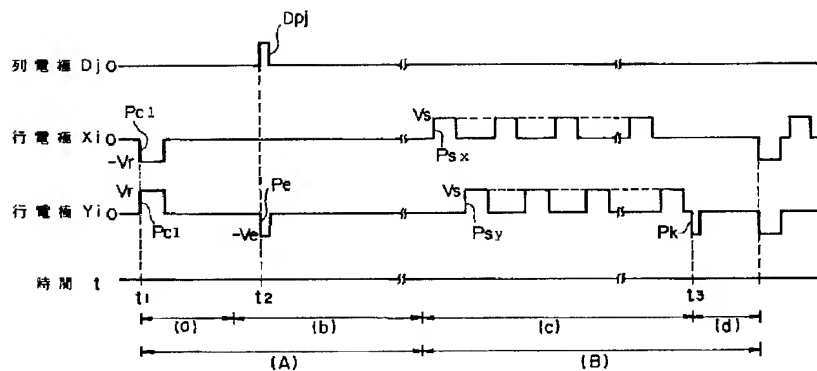 Dpj
列電極 Dj 0
Pc1
行電極 Xi 0
-Vr
Vs
Psx
Vr
行電極 Yi 0
Pc1
Pe
-Ve
Vs
Psy
Pk
時間 t
t1 t2 t3
(a) (b) (c) (d)
(A) (B)